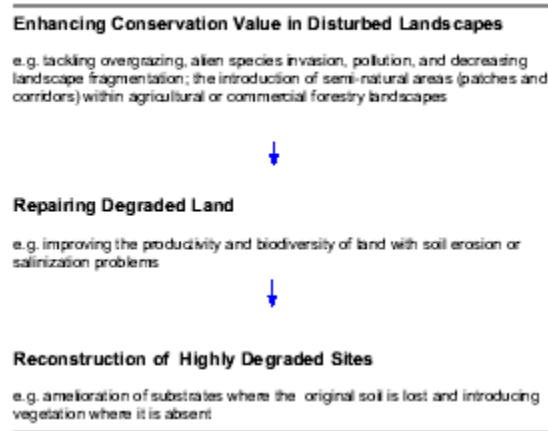 Enhancing Conservation Value in Disturbed Landscapes
e.g. tackling overgrazing, alien species invasion, pollution, and decreasing
landscape fragmentation; the introduction of semi-natural areas (patches and
corridors) within agricultural or commercial forestry landscapes
Repairing Degraded Land
e.g. improving the productivity and biodiversity of land with soil erosion or
salinization problems
Reconstruction of Highly Degraded Sites
e.g. amelioration of substrates where the original soil is lost and introducing
vegetation where it is absent